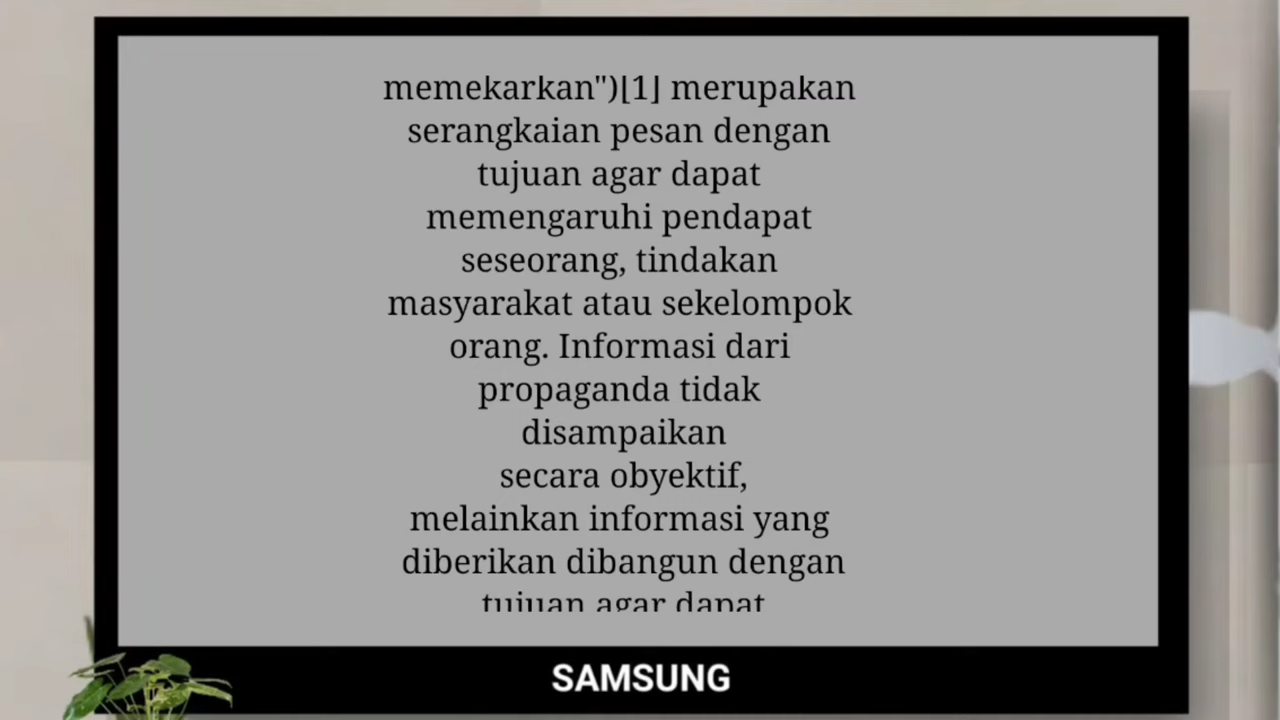 memekarkan")[1] merupakan
serangkaian pesan dengan
tujuan agar dapat
memengaruhi pendapat
seseorang, tindakan
masyarakat atau sekelompok
orang. Informasi dari
propaganda tidak
disampaikan
secara obyektif,
melainkan informasi yang
diberikan dibangun dengan
tujuan agar dapat
SAMSUNG